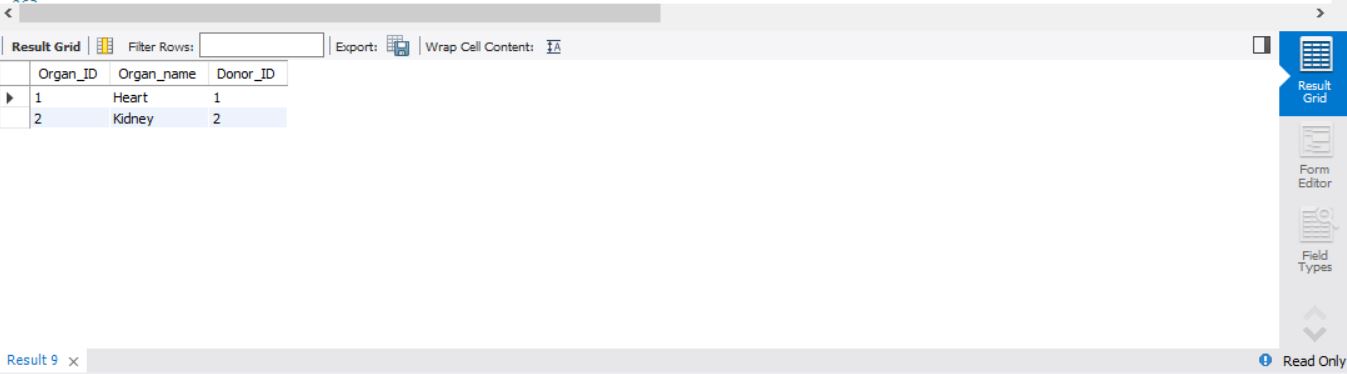 Result Grid Filter Rows: Export: Wrap Cell Content:
Organ_ID Organ_name Donor_ID
1 Heart 1
2 Kidney 2
Result
Grid
Form
Editor
Field
Types
Result 9 Read Only